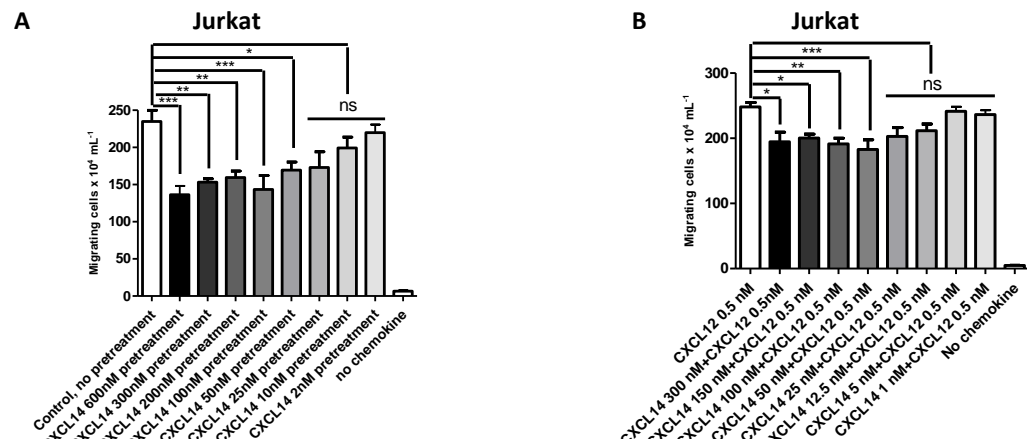 A
Jurkat
ns
*
***
**
**
***
Migrating cells x 10⁴ mL⁻¹
250
200
150
100
50
0
Control, no pretreatment
CXCL14 600nM pretreatment
CXCL14 300nM pretreatment
CXCL14 200nM pretreatment
CXCL14 100nM pretreatment
CXCL14 50nM pretreatment
CXCL14 25nM pretreatment
CXCL14 10nM pretreatment
CXCL14 2nM pretreatment
no chemokine
B
Jurkat
***
**
*
*
ns
Migrating cells x 10⁴ mL⁻¹
300
200
100
0
CXCL12 0.5 nM
CXCL14 300 nM+CXCL12 0.5nM
CXCL14 150 nM+CXCL12 0.5 nM
CXCL14 100 nM+CXCL12 0.5 nM
CXCL14 50 nM+CXCL12 0.5 nM
CXCL14 25 nM+CXCL12 0.5 nM
CXCL14 12.5 nM+CXCL12 0.5 nM
CXCL14 5 nM+CXCL12 0.5 nM
CXCL14 1 nM+CXCL12 0.5 nM
No chemokine